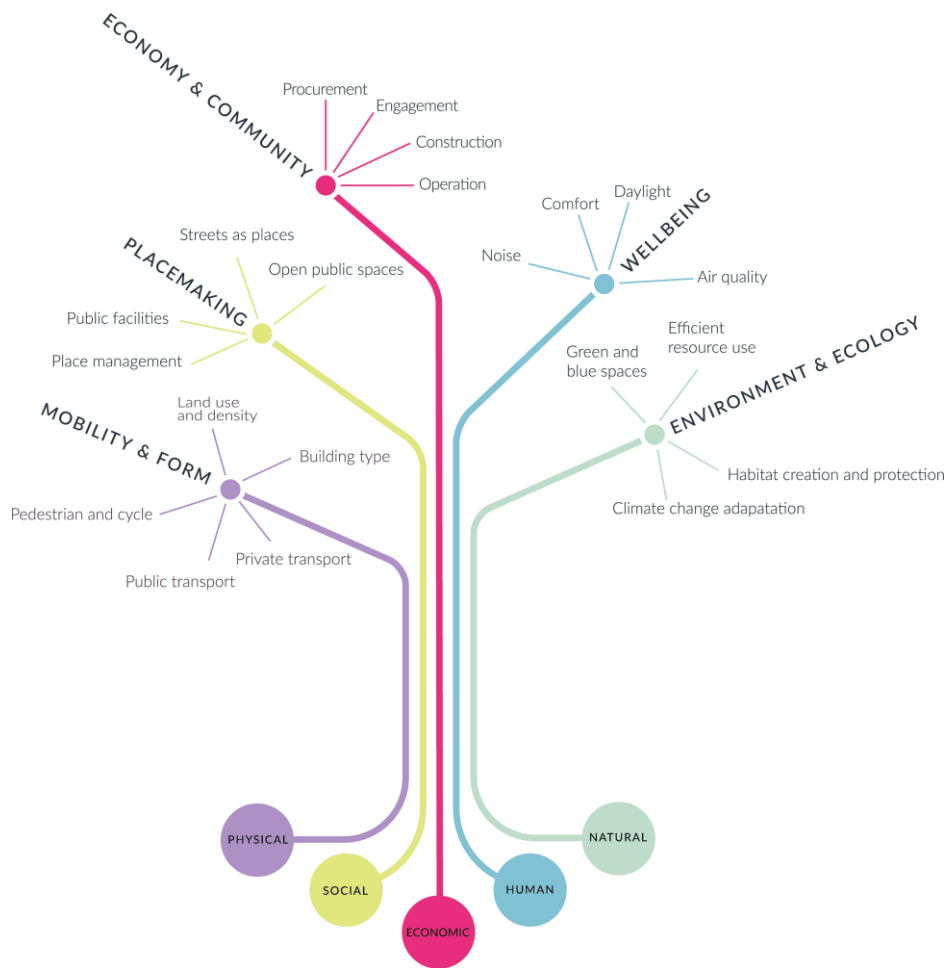 ECONOMY & COMMUNITY
Procurement
Engagement
Construction
Operation
PLACEMAKING
Streets as places
Open public spaces
Public facilities
Place management
MOBILITY & FORM
Land use
and density
Building type
Pedestrian and cycle
Private transport
Public transport
WELLBEING
Daylight
Comfort
Noise
Air quality
ENVIRONMENT & ECOLOGY
Efficient
resource use
Green and
blue spaces
Habitat creation and protection
Climate change adapatation
PHYSICAL
SOCIAL
ECONOMIC
HUMAN
NATURAL